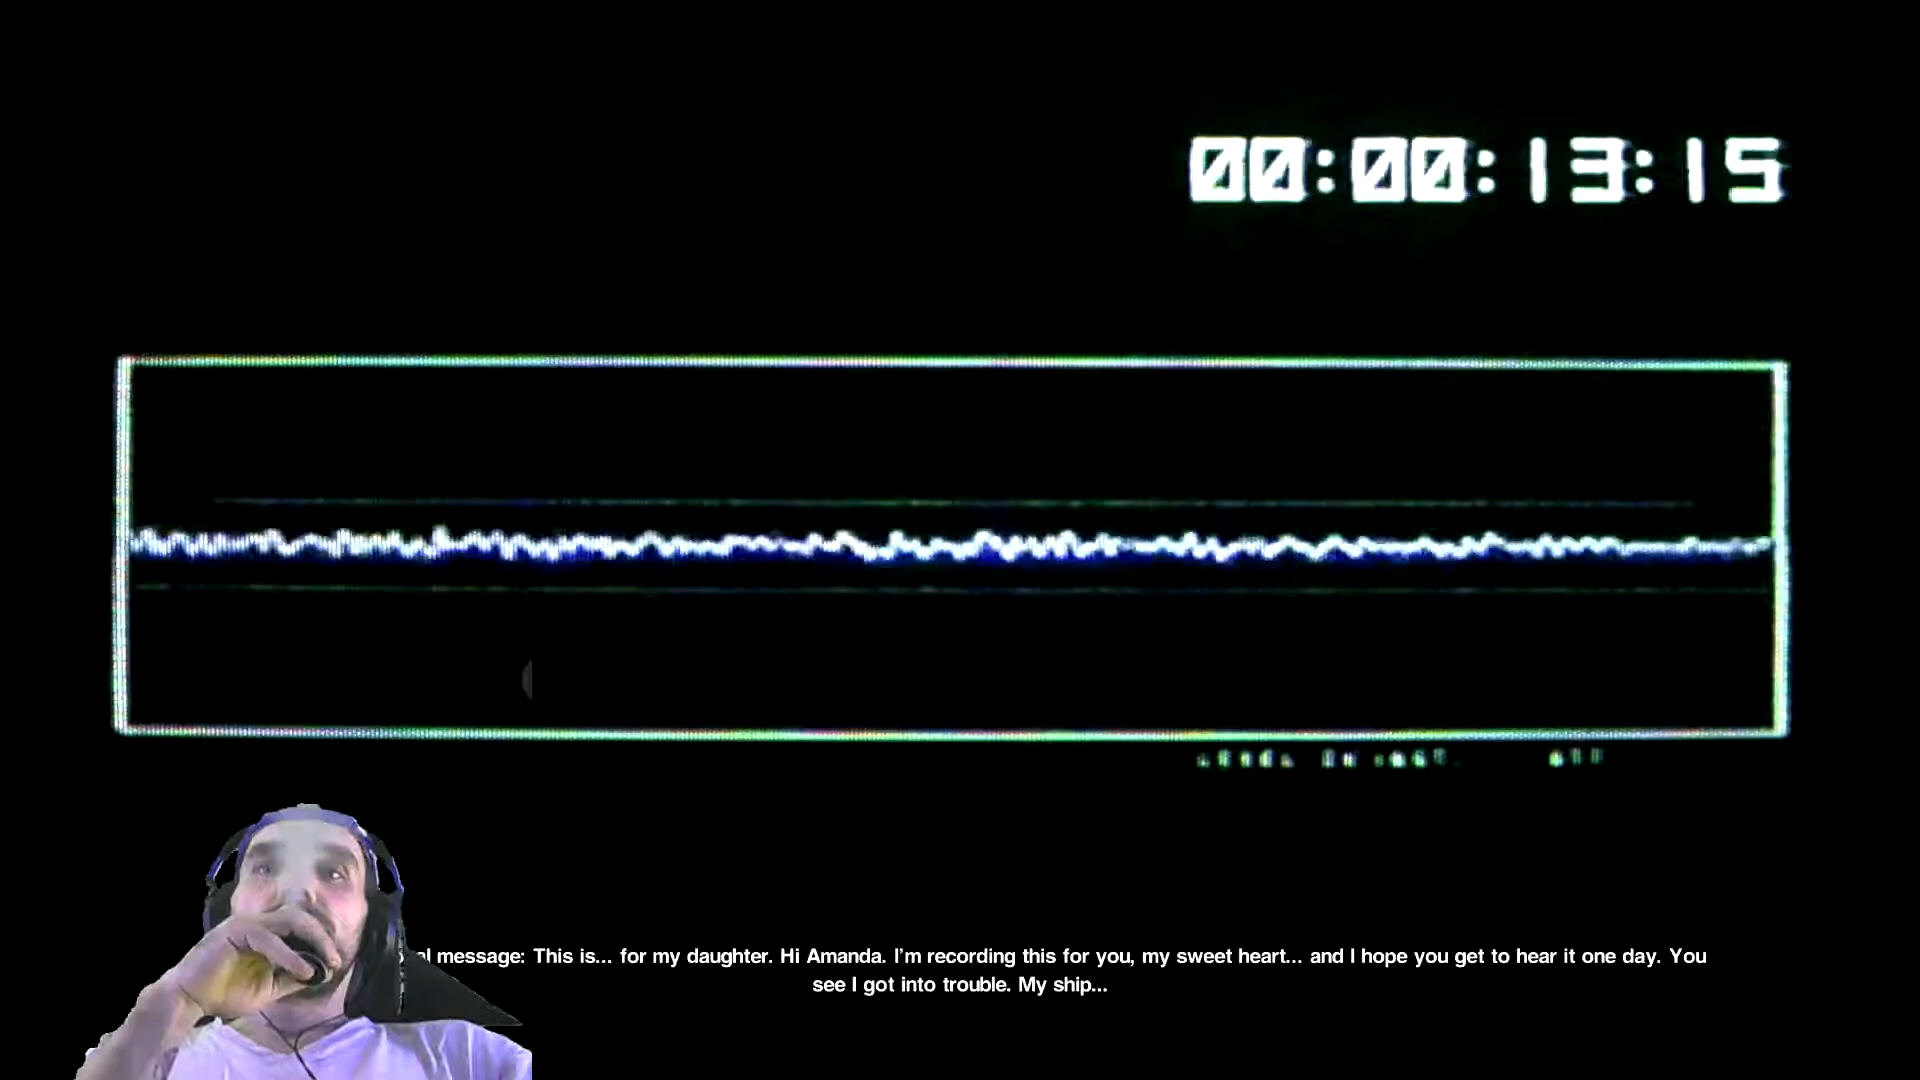 00:00:13:15
message: This is... for my daughter. Hi Amanda. I'm recording this for you, my sweet heart... and I hope you get to hear it one day. You
see I got into trouble. My ship...